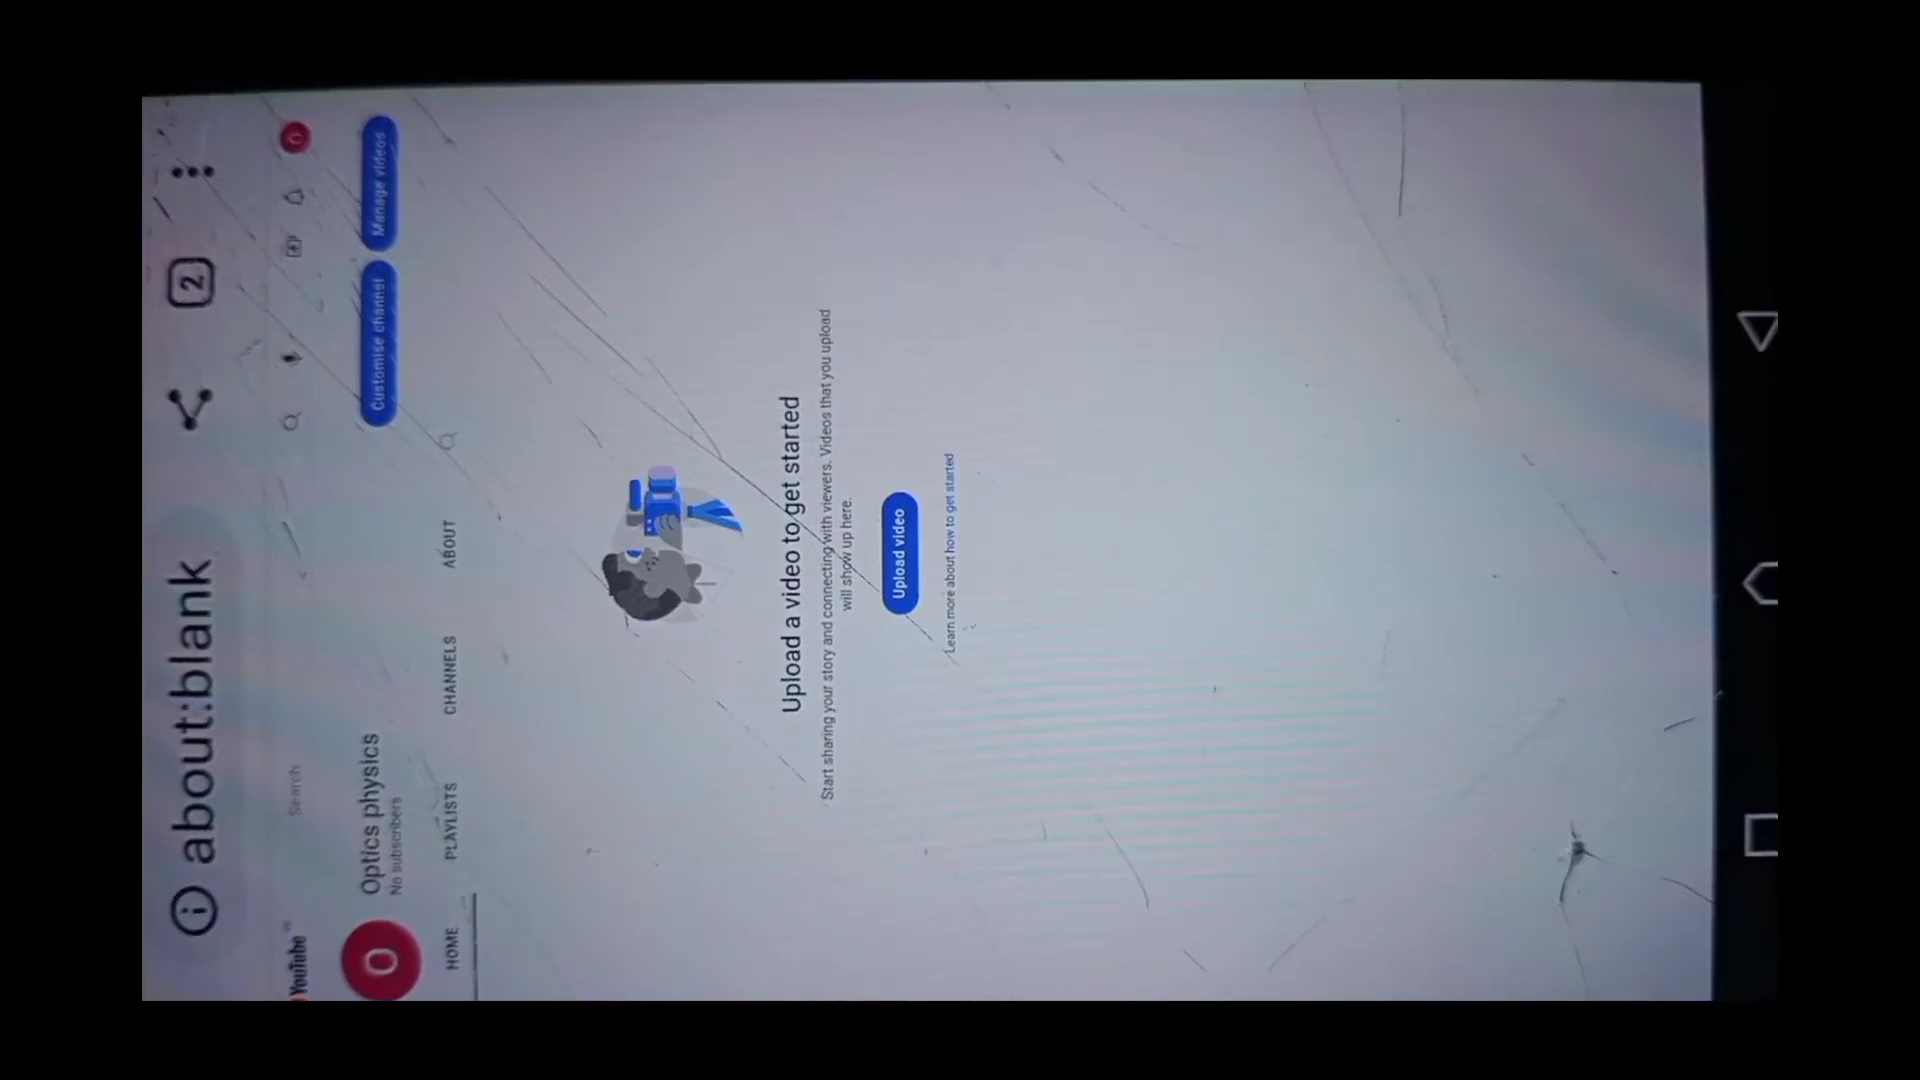 about:blank
2
YouTube
Search
O
O
Optics physics
No subscribers
Customise channel
Manage videos
HOME
PLAYLISTS
CHANNELS
ABOUT
Upload a video to get started
Start sharing your story and connecting with viewers. Videos that you upload
will show up here.
Upload video
Learn more about how to get started